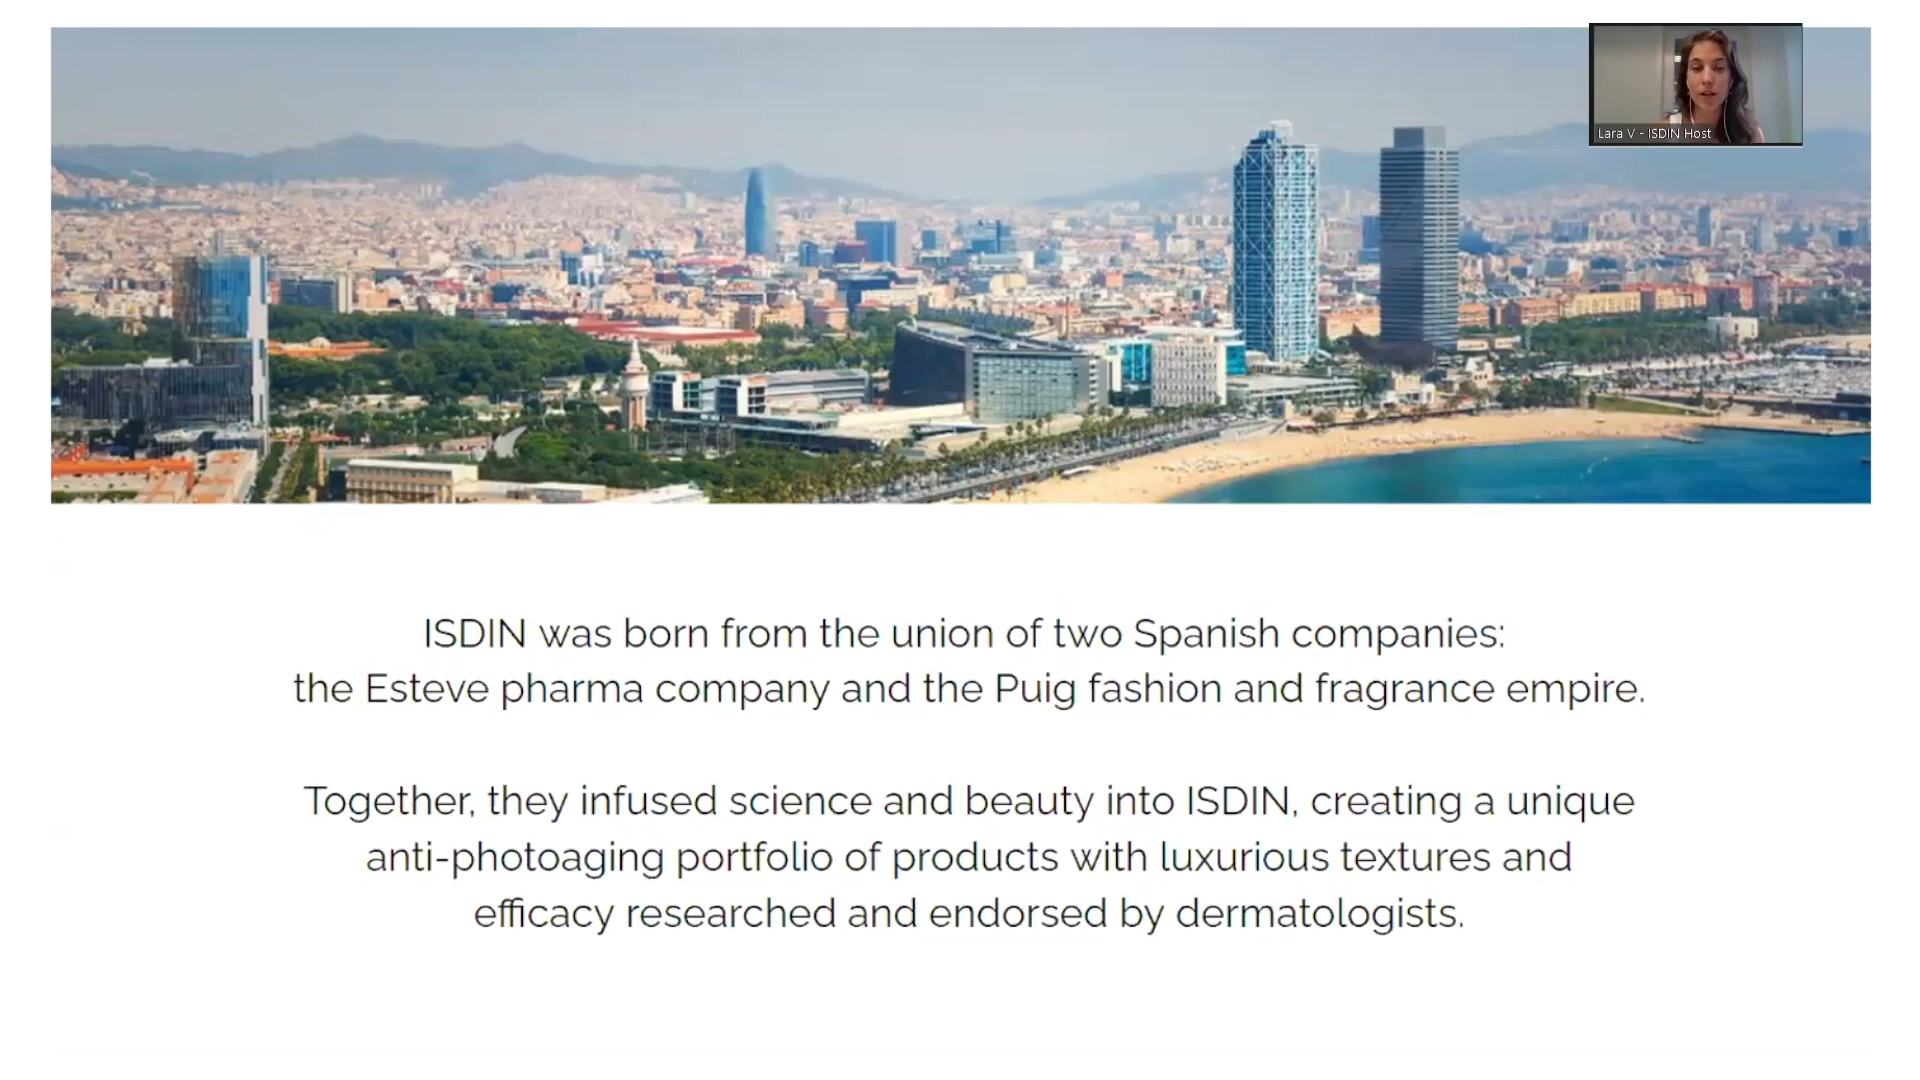 Lara V - ISDIN Host
ISDIN was born from the union of two Spanish companies:
the Esteve pharma company and the Puig fashion and fragrance empire.
Together, they infused science and beauty into ISDIN, creating a unique
anti-photoaging portfolio of products with luxurious textures and
efficacy researched and endorsed by dermatologists.